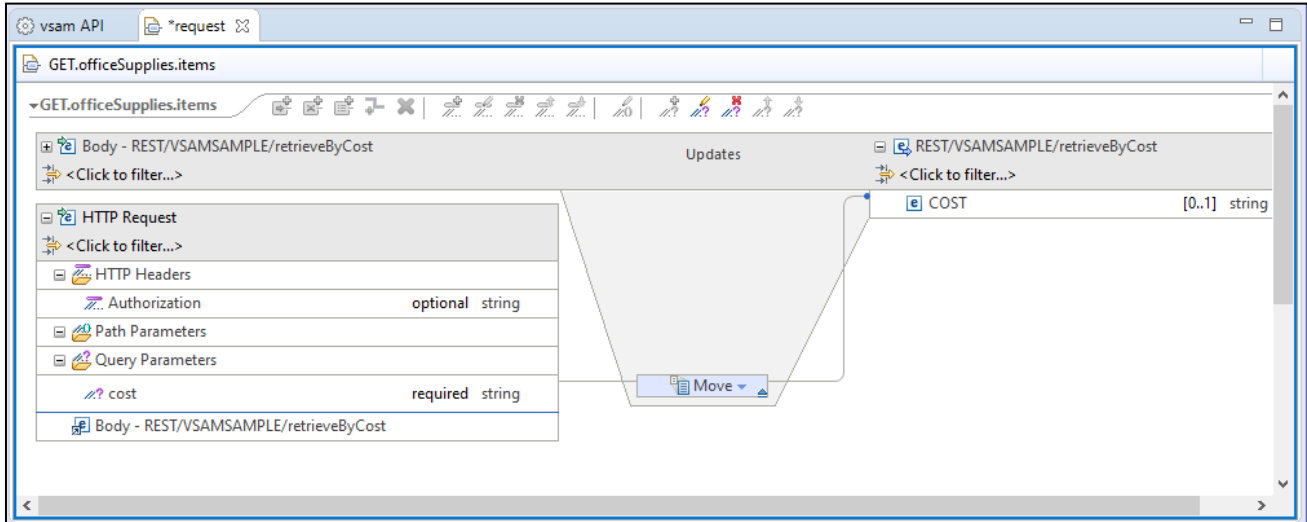 vsam API *request
GET.officeSupplies.items
GET.officeSupplies.items
Body - REST/VSAMSAMPLE/retrieveByCost
<Click to filter...>
Updates
REST/VSAMSAMPLE/retrieveByCost
<Click to filter...>
COST [0..1] string
HTTP Request
<Click to filter...>
HTTP Headers
Authorization optional string
Path Parameters
Query Parameters
cost required string
Move
Body - REST/VSAMSAMPLE/retrieveByCost